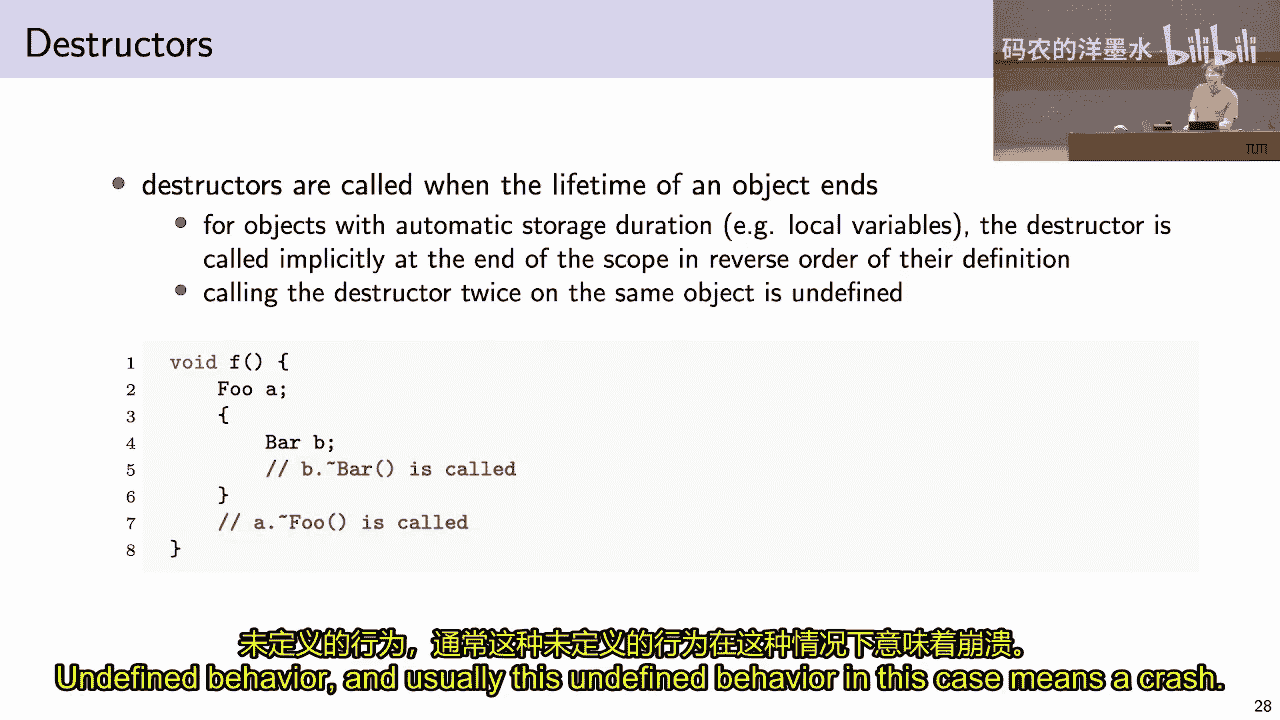 Destructors
码农的洋墨水 bilibili
TUM
• destructors are called when the lifetime of an object ends
• for objects with automatic storage duration (e.g. local variables), the destructor is
called implicitly at the end of the scope in reverse order of their definition
• calling the destructor twice on the same object is undefined
1 void f() {
2 Foo a;
3 {
4 Bar b;
5 // b.~Bar() is called
6 }
7 // a.~Foo() is called
8 }
未定义的行为，通常这种未定义的行为在这种情况下意味着崩溃。
Undefined behavior, and usually this undefined behavior in this case means a crash.
28